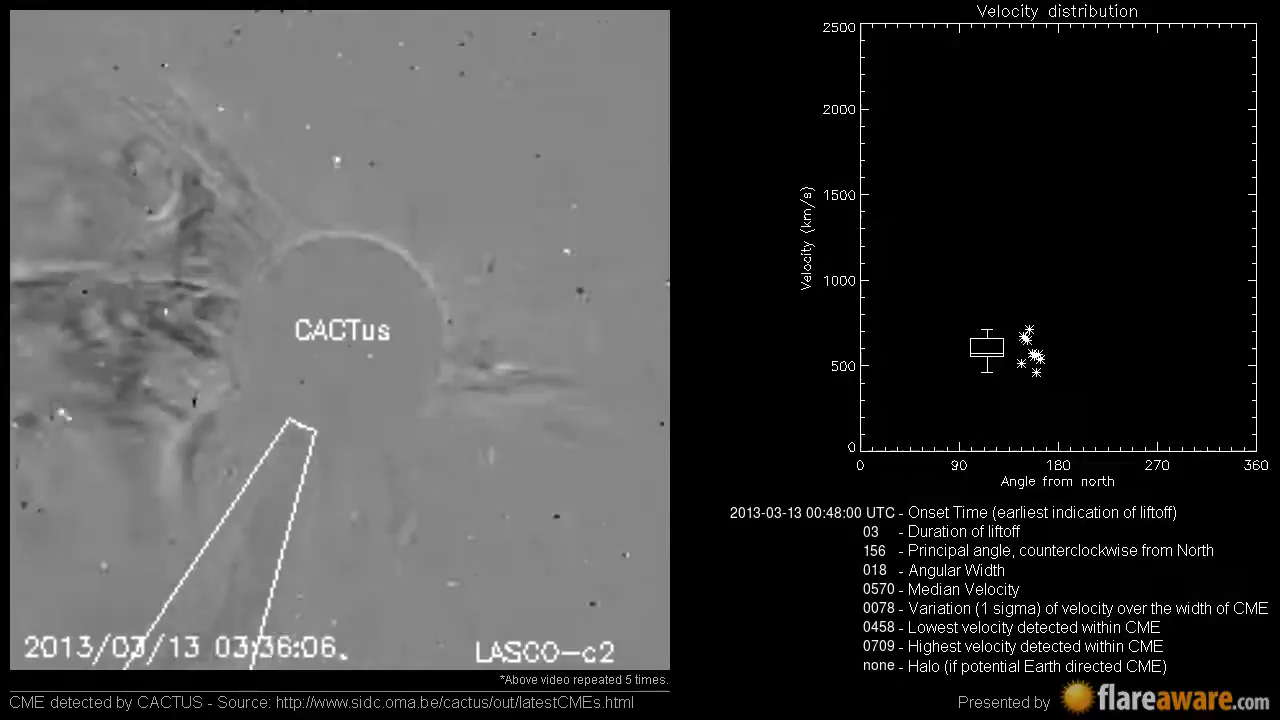 CACTus
2013/03/13 03:36:06.
LASCO-c2
*Above video repeated 5 times.
Velocity distribution
Velocity (km/s)
2500
2000
1500
1000
500
0
0 90 180 270 360
Angle from north
2013-03-13 00:48:00 UTC - Onset Time (earliest indication of liftoff)
03 - Duration of liftoff
156 - Principal angle, counterclockwise from North
018 - Angular Width
0570 - Median Velocity
0078 - Variation (1 sigma) of velocity over the width of CME
0458 - Lowest velocity detected within CME
0709 - Highest velocity detected within CME
none - Halo (if potential Earth directed CME)
CME detected by CACTUS - Source: http://www.sidc.oma.be/cactus/out/latestCMEs.html
Presented by flareaware.com